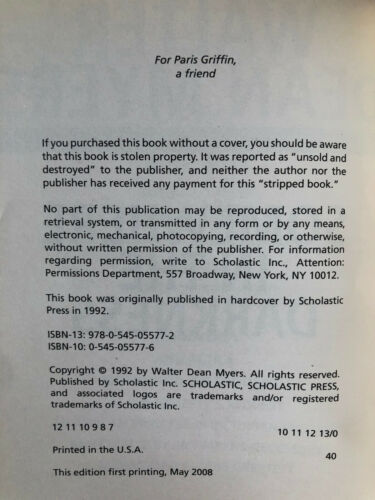 For Paris Griffin,
a friend
If you purchased this book without a cover, you should be aware
that this book is stolen property. It was reported as "unsold and
destroyed" to the publisher, and neither the author nor the
publisher has received any payment for this "stripped book."
No part of this publication may be reproduced, stored in a
retrieval system, or transmitted in any form or by any means,
electronic, mechanical, photocopying, recording, or otherwise,
without written permission of the publisher. For information
regarding permission, write to Scholastic Inc., Attention:
Permissions Department, 557 Broadway, New York, NY 10012.
This book was originally published in hardcover by Scholastic
Press in 1992.
ISBN-13: 978-0-545-05577-2
ISBN-10: 0-545-05577-6
Copyright © 1992 by Walter Dean Myers. All rights reserved.
Published by Scholastic Inc. SCHOLASTIC, SCHOLASTIC PRESS,
and associated logos are trademarks and/or registered
trademarks of Scholastic Inc.
12 11 10 9 8 7 10 11 12 13/0
Printed in the U.S.A. 40
This edition first printing, May 2008